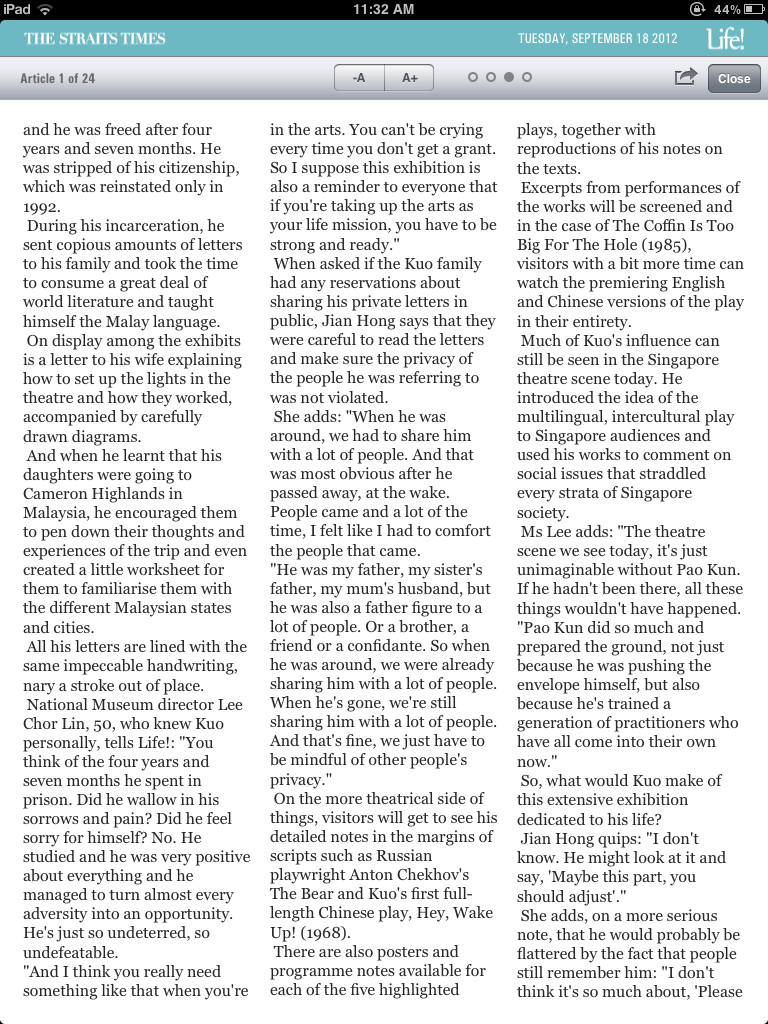 iPad
11:32 AM
44%
THE STRAITS TIMES
TUESDAY, SEPTEMBER 18 2012
Life!
Article 1 of 24
-A
A+
Close
and he was freed after four
years and seven months. He
was stripped of his citizenship,
which was reinstated only in
1992.
During his incarceration, he
sent copious amounts of letters
to his family and took the time
to consume a great deal of
world literature and taught
himself the Malay language.
On display among the exhibits
is a letter to his wife explaining
how to set up the lights in the
theatre and how they worked,
accompanied by carefully
drawn diagrams.
And when he learnt that his
daughters were going to
Cameron Highlands in
Malaysia, he encouraged them
to pen down their thoughts and
experiences of the trip and even
created a little worksheet for
them to familiarise them with
the different Malaysian states
and cities.
All his letters are lined with the
same impeccable handwriting,
nary a stroke out of place.
National Museum director Lee
Chor Lin, 50, who knew Kuo
personally, tells Life!: "You
think of the four years and
seven months he spent in
prison. Did he wallow in his
sorrows and pain? Did he feel
sorry for himself? No. He
studied and he was very positive
about everything and he
managed to turn almost every
adversity into an opportunity.
He's just so undeterred, so
undefeatable.
"And I think you really need
something like that when you're
in the arts. You can't be crying
every time you don't get a grant.
So I suppose this exhibition is
also a reminder to everyone that
if you're taking up the arts as
your life mission, you have to be
strong and ready."
When asked if the Kuo family
had any reservations about
sharing his private letters in
public, Jian Hong says that they
were careful to read the letters
and make sure the privacy of
the people he was referring to
was not violated.
She adds: "When he was
around, we had to share him
with a lot of people. And that
was most obvious after he
passed away, at the wake.
People came and a lot of the
time, I felt like I had to comfort
the people that came.
"He was my father, my sister's
father, my mum's husband, but
he was also a father figure to a
lot of people. Or a brother, a
friend or a confidante. So when
he was around, we were already
sharing him with a lot of people.
When he's gone, we're still
sharing him with a lot of people.
And that's fine, we just have to
be mindful of other people's
privacy."
On the more theatrical side of
things, visitors will get to see his
detailed notes in the margins of
scripts such as Russian
playwright Anton Chekhov's
The Bear and Kuo's first full-
length Chinese play, Hey, Wake
Up! (1968).
There are also posters and
programme notes available for
each of the five highlighted
plays, together with
reproductions of his notes on
the texts.
Excerpts from performances of
the works will be screened and
in the case of The Coffin Is Too
Big For The Hole (1985),
visitors with a bit more time can
watch the premiering English
and Chinese versions of the play
in their entirety.
Much of Kuo's influence can
still be seen in the Singapore
theatre scene today. He
introduced the idea of the
multilingual, intercultural play
to Singapore audiences and
used his works to comment on
social issues that straddled
every strata of Singapore
society.
Ms Lee adds: "The theatre
scene we see today, it's just
unimaginable without Pao Kun.
If he hadn't been there, all these
things wouldn't have happened.
"Pao Kun did so much and
prepared the ground, not just
because he was pushing the
envelope himself, but also
because he's trained a
generation of practitioners who
have all come into their own
now."
So, what would Kuo make of
this extensive exhibition
dedicated to his life?
Jian Hong quips: "I don't
know. He might look at it and
say, 'Maybe this part, you
should adjust'."
She adds, on a more serious
note, that he would probably be
flattered by the fact that people
still remember him: "I don't
think it's so much about, 'Please